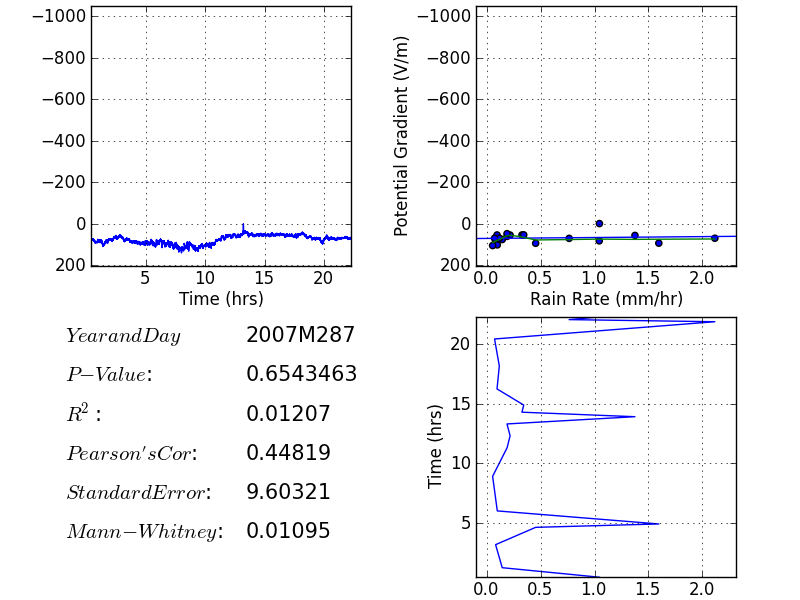 −1000
−800
−600
−400
−200
0
200
5 10 15 20
Time (hrs)
Potential Gradient (V/m)
−1000
−800
−600
−400
−200
0
200
0.0 0.5 1.0 1.5 2.0
Rain Rate (mm/hr)
YearandDay 2007M287
P−Value: 0.6543463
R²: 0.01207
Pearson'sCor: 0.44819
StandardError: 9.60321
Mann−Whitney: 0.01095
Time (hrs)
20
15
10
5
0.0 0.5 1.0 1.5 2.0